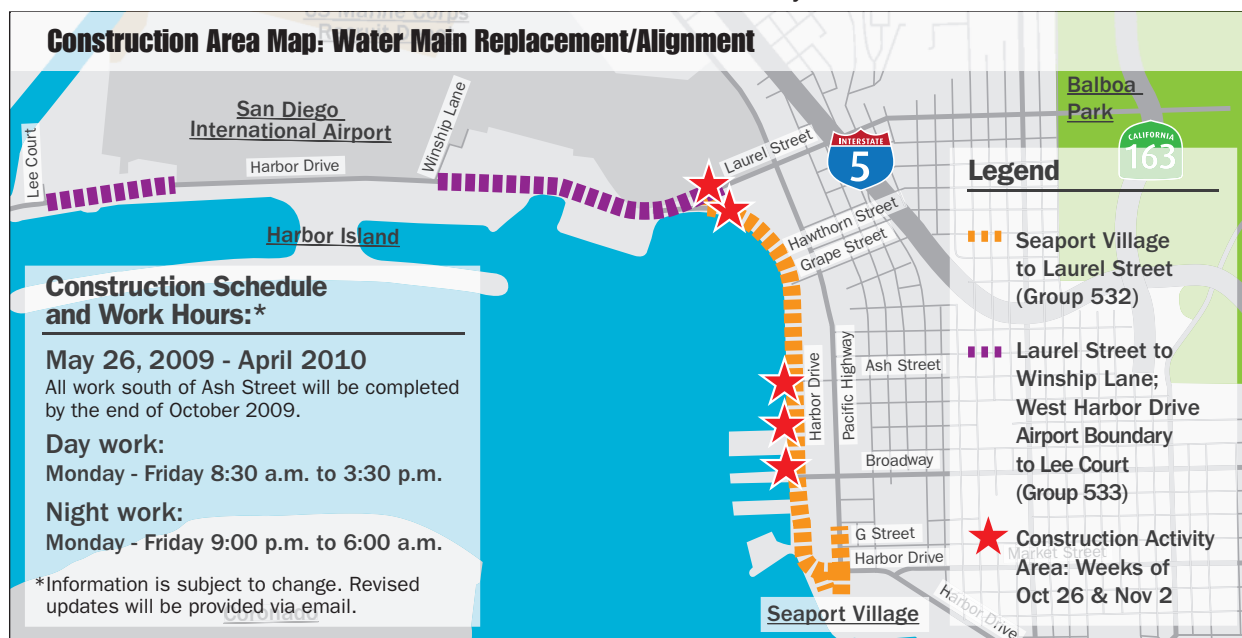 US Marine Corps
Construction Area Map: Water Main Replacement/Alignment
Lee Court
San Diego
International Airport
Harbor Drive
Winship Lane
Harbor Island
Laurel Street
INTERSTATE
5
Hawthorn Street
Grape Street
Balboa
Park
CALIFORNIA
163
Harbor Drive
Pacific Highway
Ash Street
Broadway
G Street
Harbor Drive
Market Street
Harbor Drive
Seaport Village
Construction Schedule
and Work Hours:*
May 26, 2009 - April 2010
All work south of Ash Street will be completed
by the end of October 2009.
Day work:
Monday - Friday 8:30 a.m. to 3:30 p.m.
Night work:
Monday - Friday 9:00 p.m. to 6:00 a.m.
*Information is subject to change. Revised
updates will be provided via email.
Coronado
Legend
Seaport Village
to Laurel Street
(Group 532)
Laurel Street to
Winship Lane;
West Harbor Drive
Airport Boundary
to Lee Court
(Group 533)
Construction Activity
Area: Weeks of
Oct 26 & Nov 2